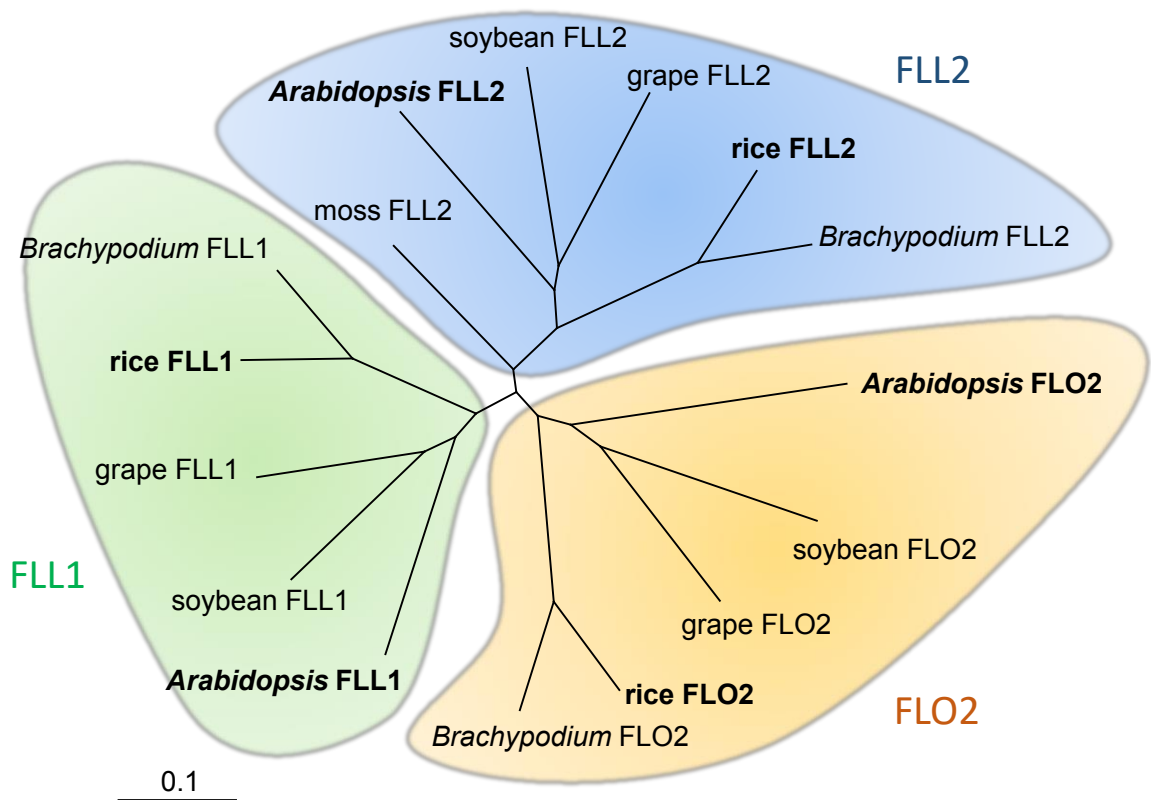 soybean FLL2
grape FLL2
FLL2
Arabidopsis FLL2
rice FLL2
moss FLL2
Brachypodium FLL2
Brachypodium FLL1
rice FLL1
Arabidopsis FLO2
grape FLL1
soybean FLO2
FLL1
soybean FLL1
grape FLO2
Arabidopsis FLL1
rice FLO2
FLO2
Brachypodium FLO2
0.1